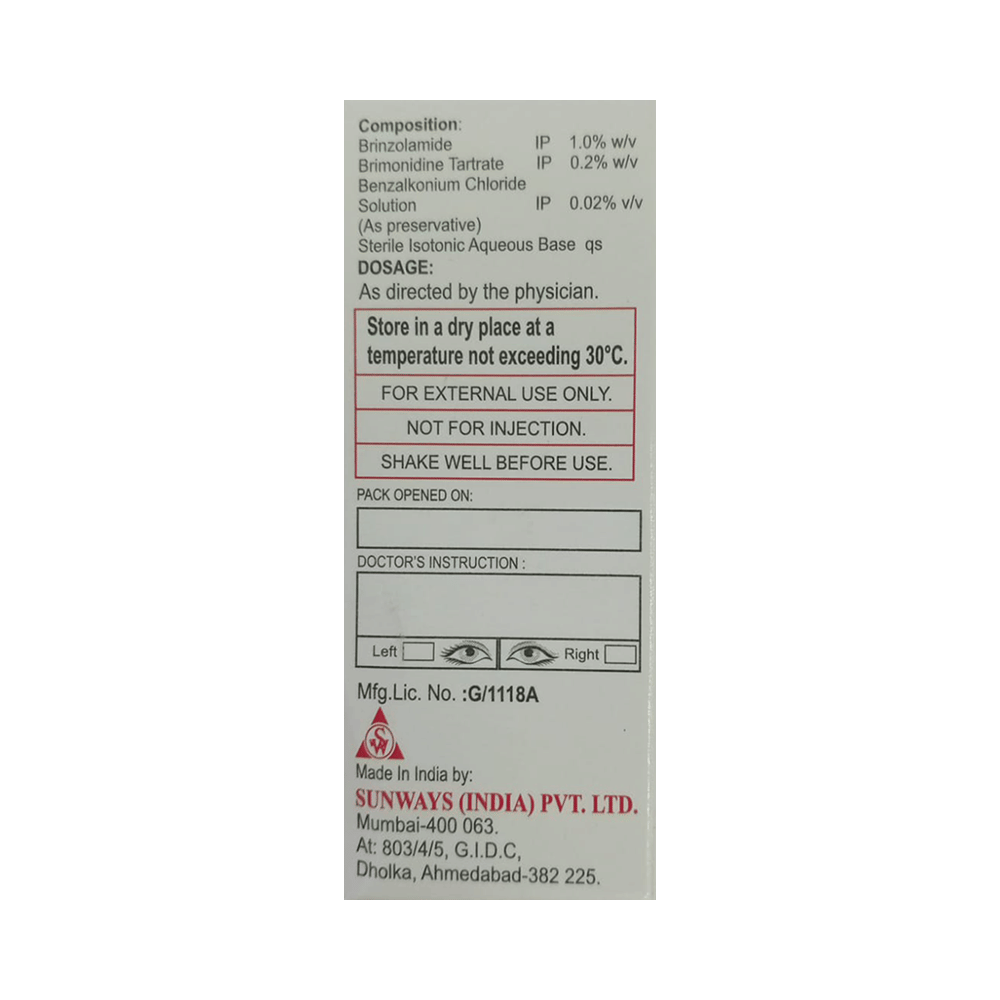 Composition:
Brinzolamide IP 1.0% w/v
Brimonidine Tartrate IP 0.2% w/v
Benzalkonium Chloride
Solution IP 0.02% v/v
(As preservative)
Sterile Isotonic Aqueous Base qs
DOSAGE:
As directed by the physician.
Store in a dry place at a
temperature not exceeding 30°C.
FOR EXTERNAL USE ONLY.
NOT FOR INJECTION.
SHAKE WELL BEFORE USE.
PACK OPENED ON:
DOCTOR'S INSTRUCTION :
Left Right
Mfg.Lic. No. :G/1118A
SW
Made In India by:
SUNWAYS (INDIA) PVT. LTD.
Mumbai-400 063.
At: 803/4/5, G.I.D.C,
Dholka, Ahmedabad-382 225.